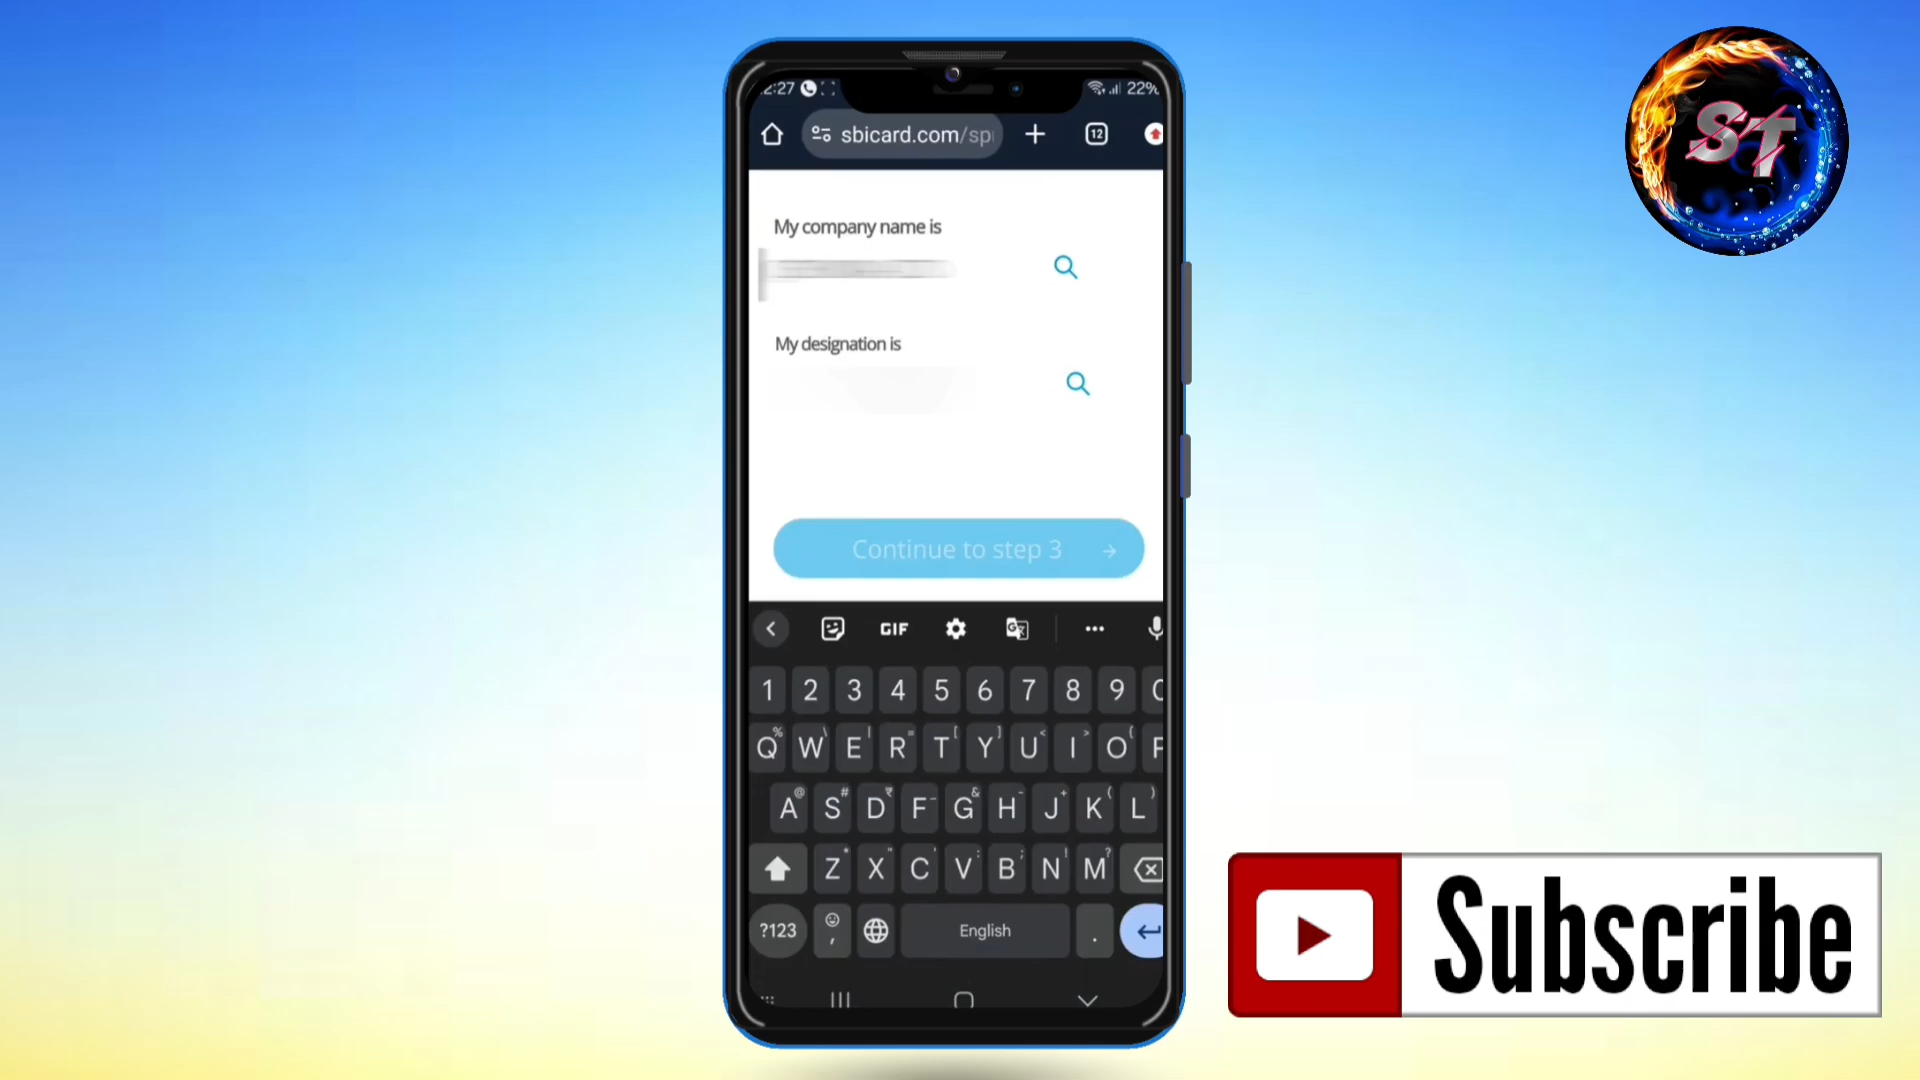 2:27 22%
sbicard.com/sp
12
My company name is
My designation is
Continue to step 3
GIF
1 2 3 4 5 6 7 8 9 0
Q W E R T Y U I O P
A S D F G H J K L
Z X C V B N M
?123 , English .
ST
Subscribe